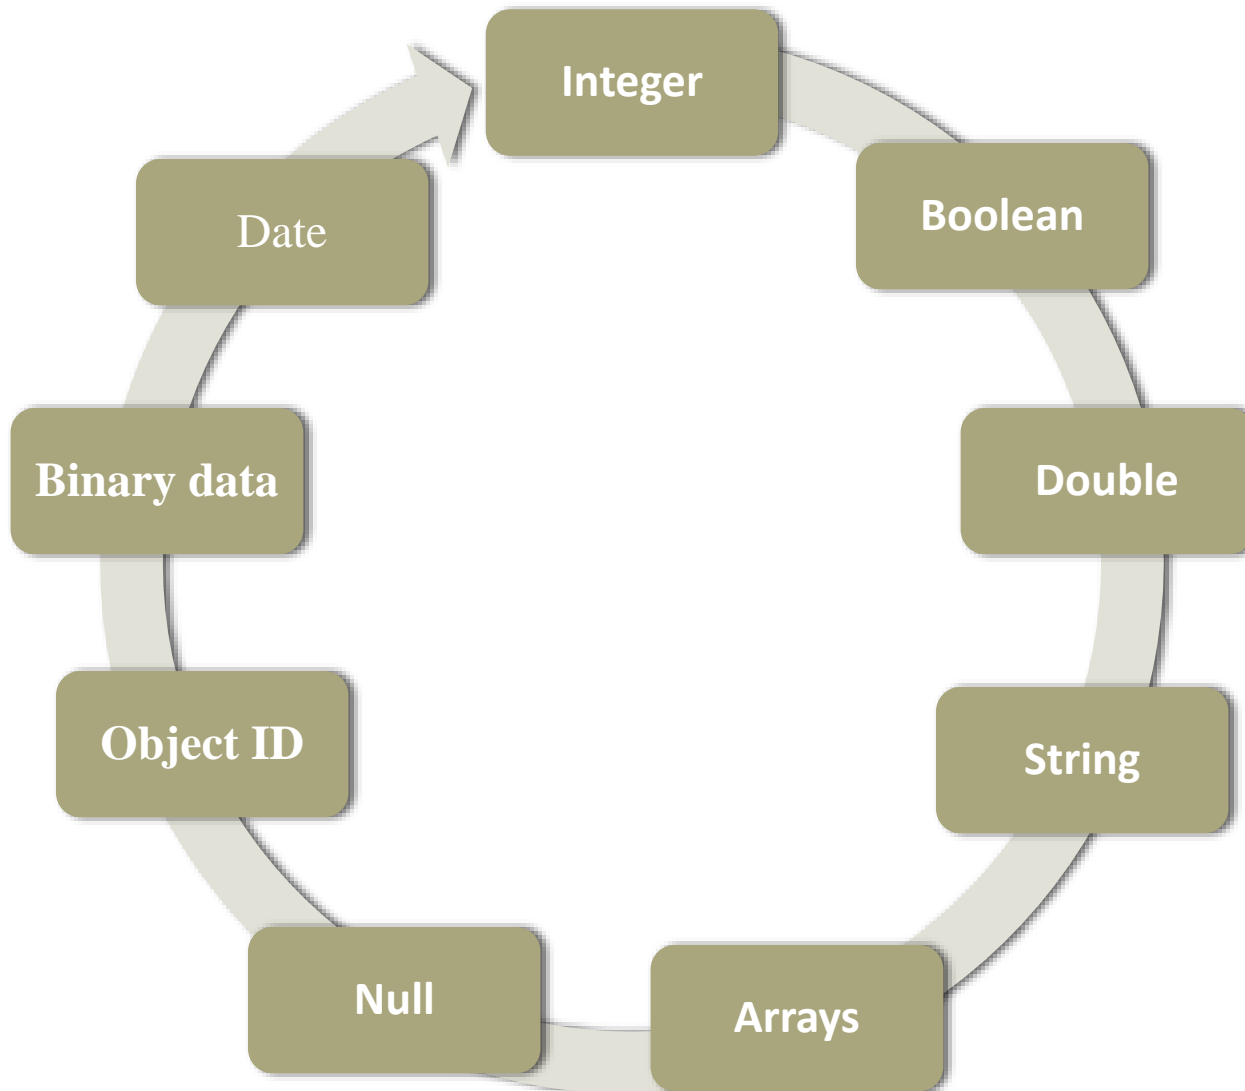 Integer
Boolean
Double
String
Arrays
Null
Object ID
Binary data
Date